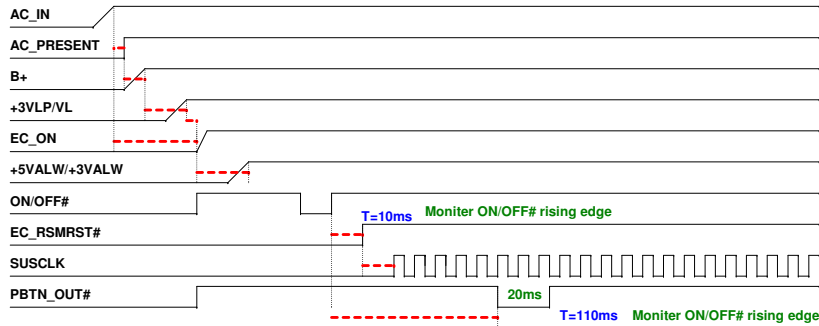 AC_IN
AC_PRESENT
B+
+3VLP/VL
EC_ON
+5VALW/+3VALW
ON/OFF#
T=10ms Moniter ON/OFF# rising edge
EC_RSMRST#
SUSCLK
PBTN_OUT#
20ms
T=110ms Moniter ON/OFF# rising edge